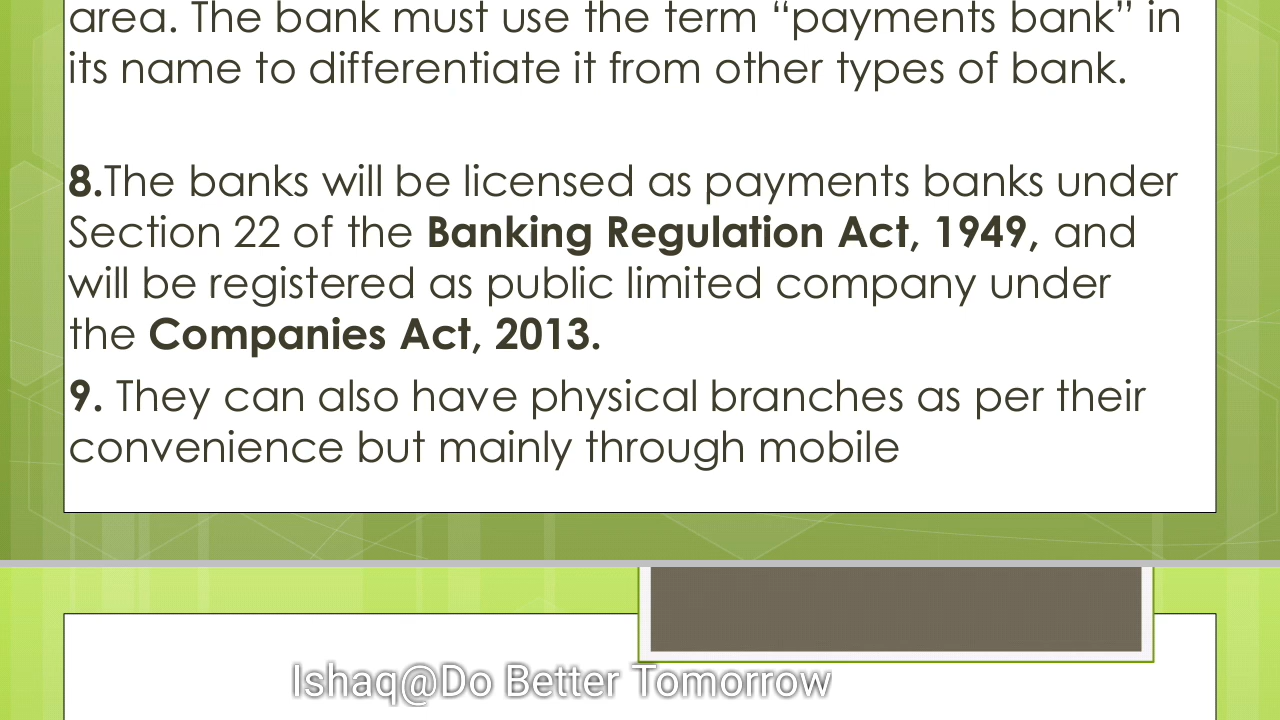 area. The bank must use the term “payments bank” in
its name to differentiate it from other types of bank.
8.The banks will be licensed as payments banks under
Section 22 of the Banking Regulation Act, 1949, and
will be registered as public limited company under
the Companies Act, 2013.
9. They can also have physical branches as per their
convenience but mainly through mobile
Ishaq@Do Better Tomorrow